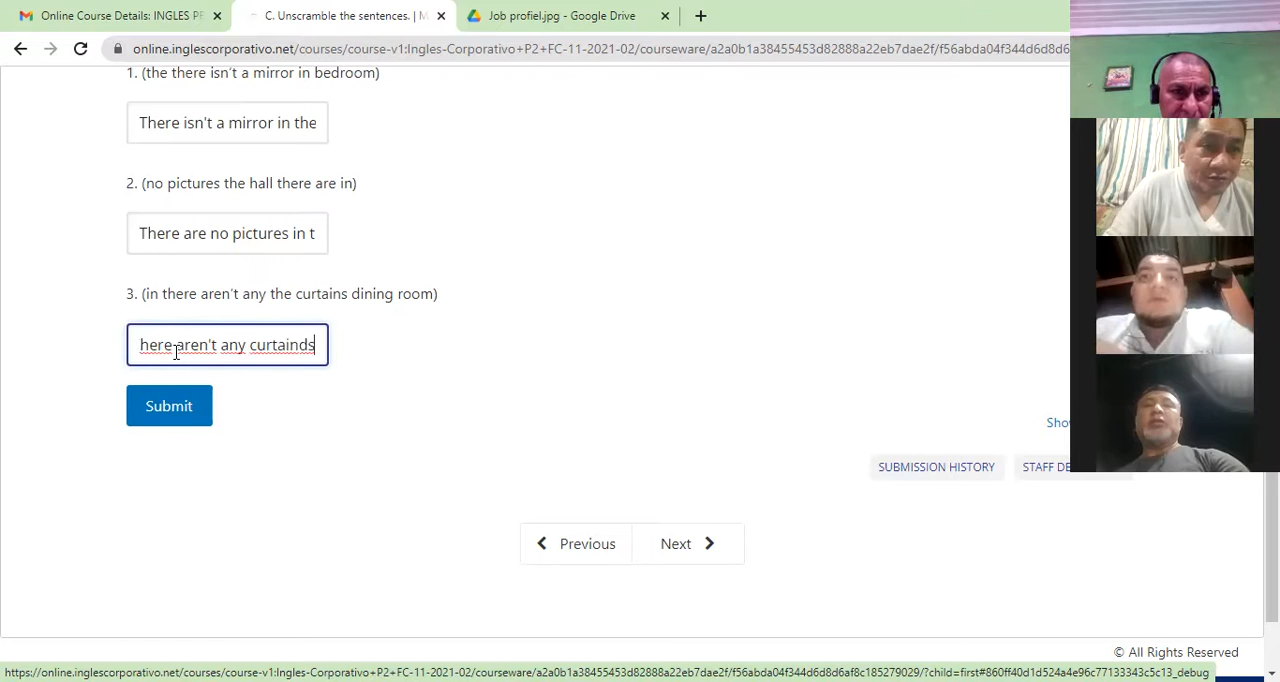 Online Course Details: INGLES PE
C. Unscramble the sentences. | M
Job profiel.jpg - Google Drive
online.inglescorporativo.net/courses/course-v1:Ingles-Corporativo+P2+FC-11-2021-02/courseware/a2a0b1a38455453d82888a22eb7dae2f/f56abda04f344d6d8d6
1. (the there isn't a mirror in bedroom)
There isn't a mirror in the
2. (no pictures the hall there are in)
There are no pictures in t
3. (in there aren't any the curtains dining room)
here aren't any curtainds
Submit
Sho
SUBMISSION HISTORY
STAFF DE
Previous
Next
© All Rights Reserved
https://online.inglescorporativo.net/courses/course-v1:Ingles-Corporativo+P2+FC-11-2021-02/courseware/a2a0b1a38455453d82888a22eb7dae2f/f56abda04f344d6d8d6af8c185279029/?child=first#860ff40d1d524a4e96c77133343c5c13_debug